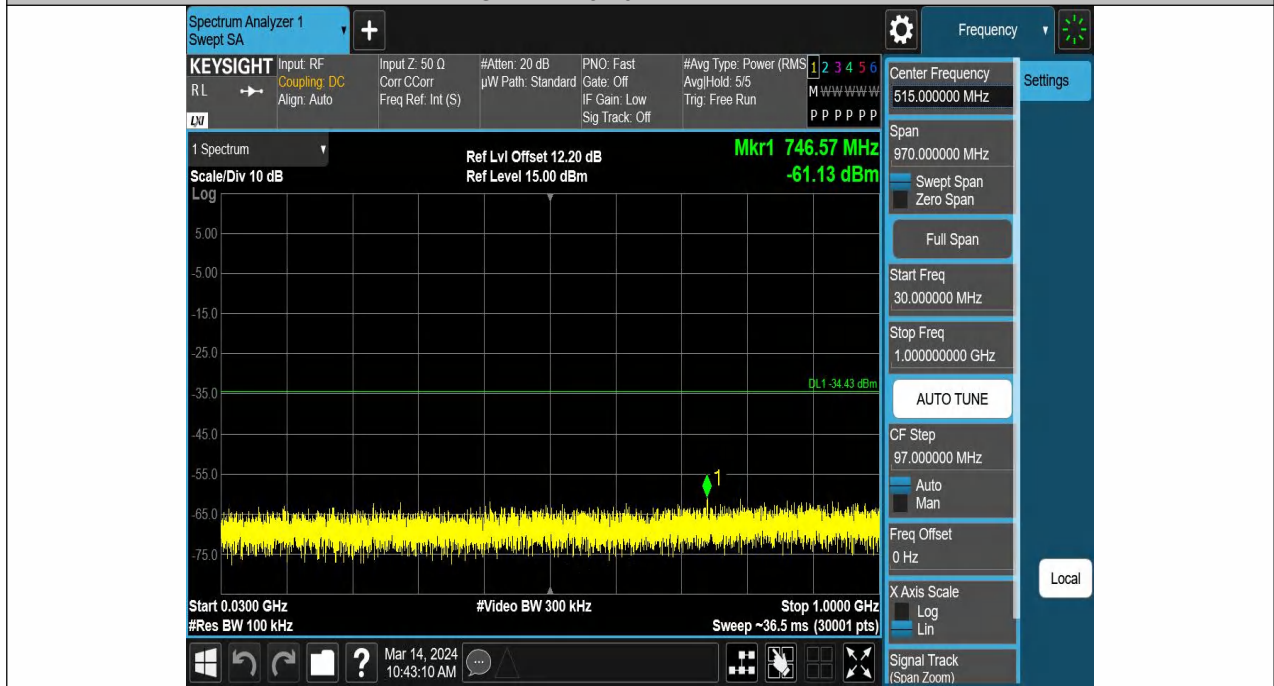 Spectrum Analyzer 1
Swept SA
+
Frequency
KEYSIGHT
RL
LXI
Input: RF
Coupling: DC
Align: Auto
Input Z: 50 Ω
Corr CCorr
Freq Ref: Int (S)
#Atten: 20 dB
µW Path: Standard
PNO: Fast
Gate: Off
IF Gain: Low
Sig Track: Off
#Avg Type: Power (RMS
Avg|Hold: 5/5
Trig: Free Run
1 2 3 4 5 6
M W W W W W
P P P P P P
1 Spectrum
Scale/Div 10 dB
Ref Lvl Offset 12.20 dB
Ref Level 15.00 dBm
Mkr1 746.57 MHz
-61.13 dBm
Log
5.00
-5.00
-15.0
-25.0
-35.0
-45.0
-55.0
-65.0
-75.0
DL1 -34.43 dBm
1
Start 0.0300 GHz
#Res BW 100 kHz
#Video BW 300 kHz
Stop 1.0000 GHz
Sweep ~36.5 ms (30001 pts)
?
Mar 14, 2024
10:43:10 AM
Center Frequency
515.000000 MHz
Span
970.000000 MHz
Swept Span
Zero Span
Full Span
Start Freq
30.000000 MHz
Stop Freq
1.000000000 GHz
AUTO TUNE
CF Step
97.000000 MHz
Auto
Man
Freq Offset
0 Hz
X Axis Scale
Log
Lin
Signal Track
(Span Zoom)
Settings
Local